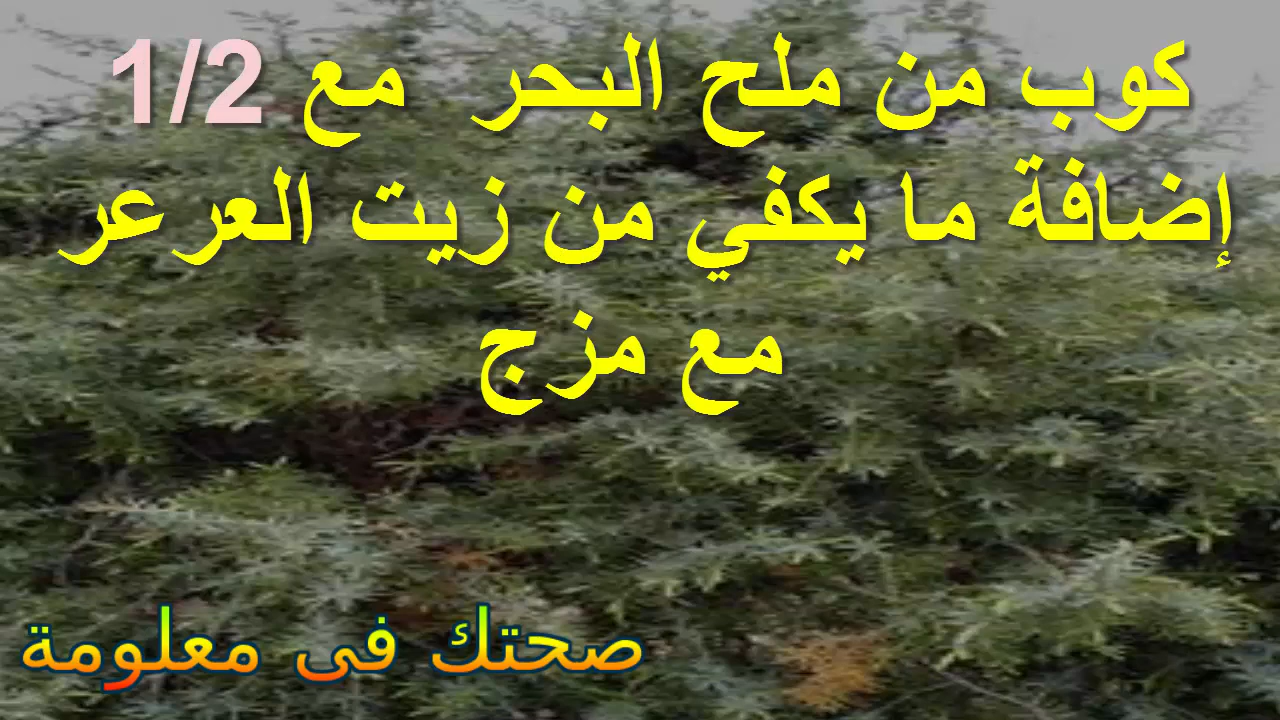 كوب من ملح البحر مع 1/2
إضافة ما يكفي من زيت العرعر
مع مزج
صحتك فى معلومة